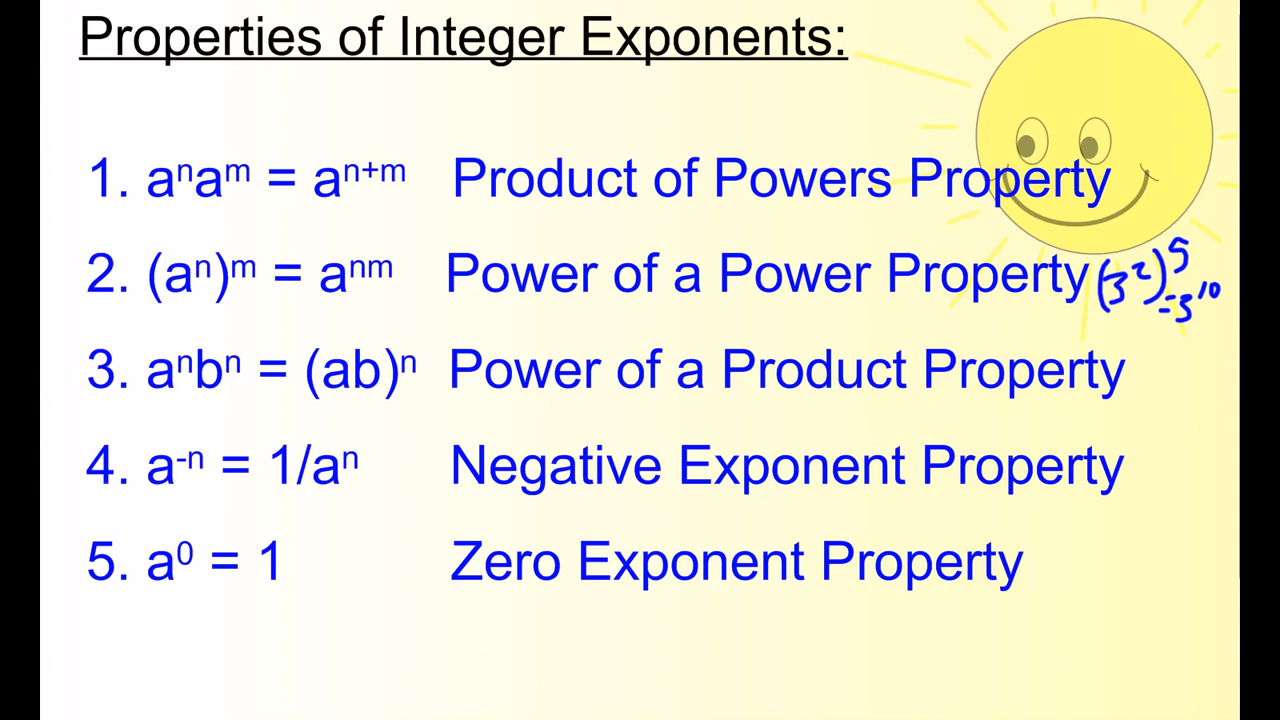 Properties of Integer Exponents:
1. aⁿaᵐ = aⁿ⁺ᵐ Product of Powers Property
2. (aⁿ)ᵐ = aⁿᵐ Power of a Power Property (3²)⁵
=3¹⁰
3. aⁿbⁿ = (ab)ⁿ Power of a Product Property
4. a⁻ⁿ = 1/aⁿ Negative Exponent Property
5. a⁰ = 1 Zero Exponent Property